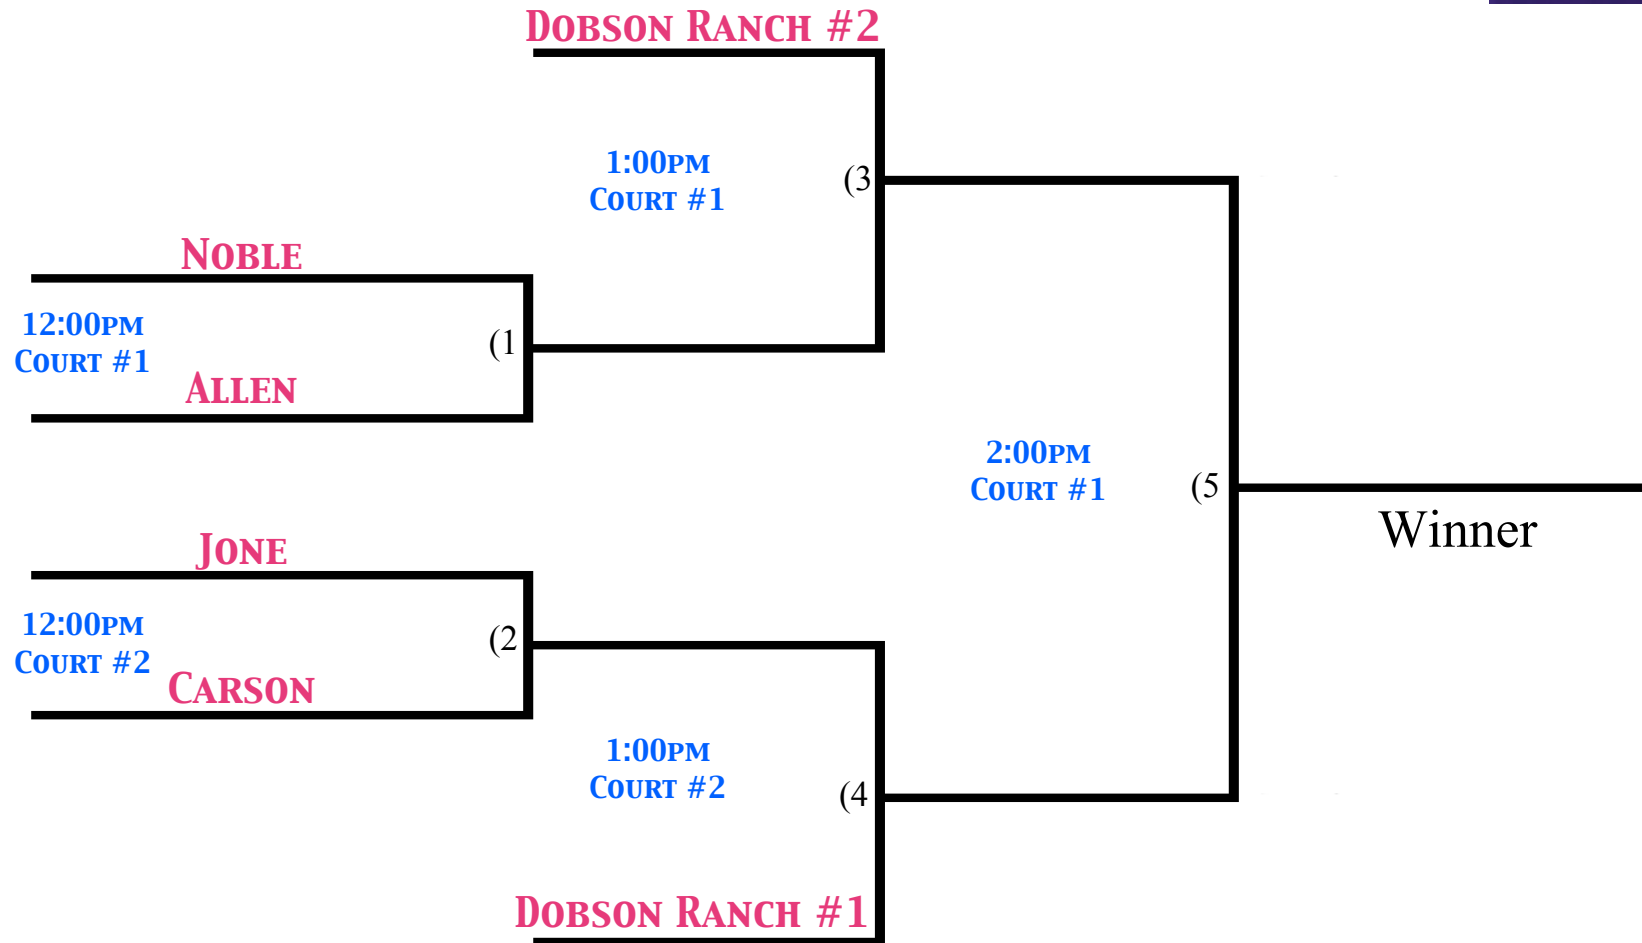 Dobson Ranch #2
1:00pm
Court #1
(3
Noble
12:00pm
Court #1
(1
Allen
2:00pm
Court #1
(5
Winner
Jone
12:00pm
Court #2
(2
Carson
1:00pm
Court #2
(4
Dobson Ranch #1